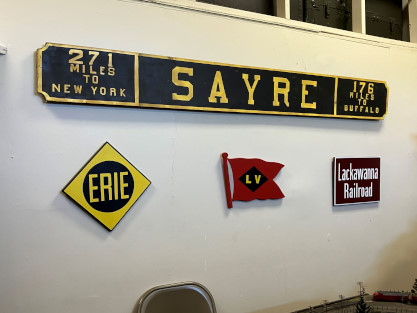 271
MILES
TO
NEW YORK
SAYRE
176
MILES
TO
BUFFALO
ERIE
LV
Lackawanna
Railroad